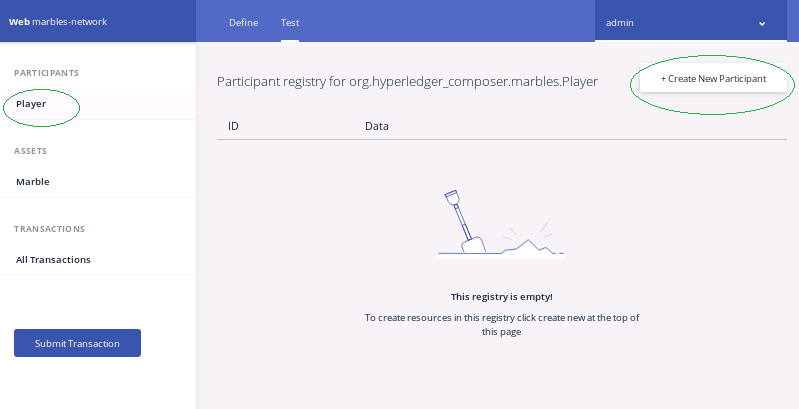 Web marbles-network
Define
Test
admin
PARTICIPANTS
Player
ASSETS
Marble
TRANSACTIONS
All Transactions
Submit Transaction
Participant registry for org.hyperledger_composer.marbles.Player
+ Create New Participant
ID
Data
This registry is empty!
To create resources in this registry click create new at the top of
this page